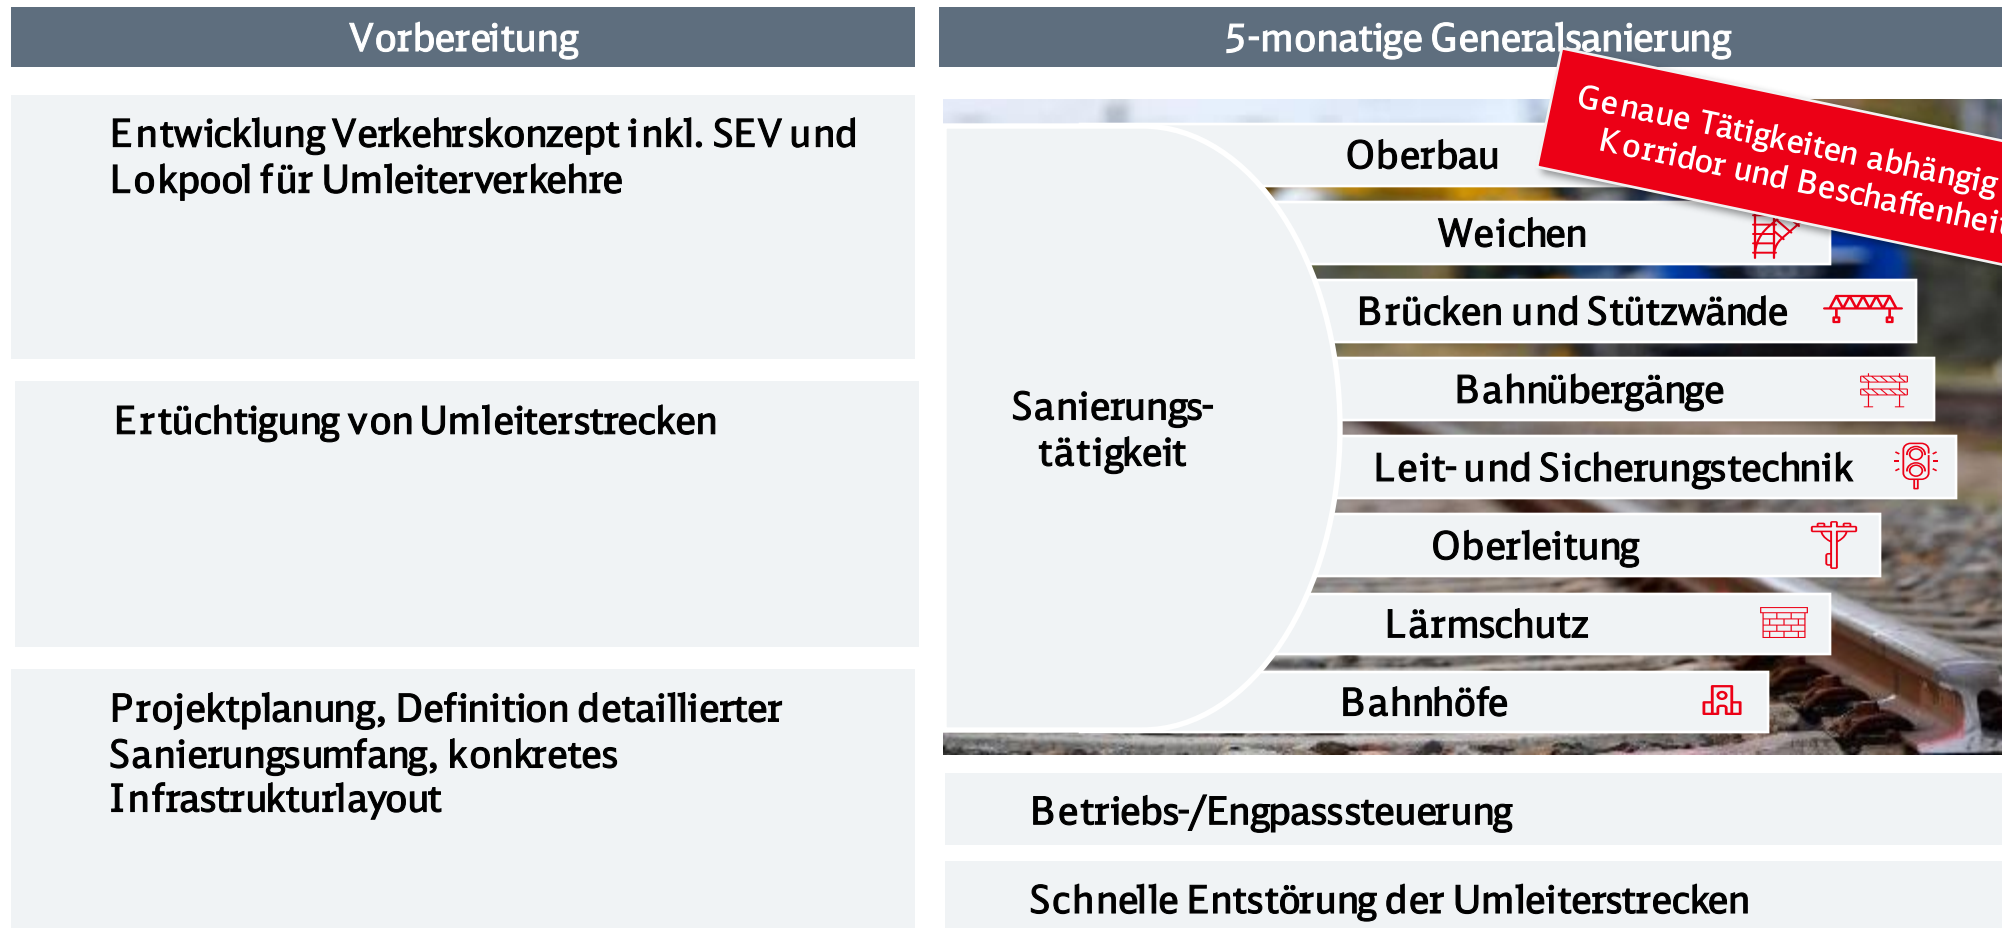 Vorbereitung
Entwicklung Verkehrskonzept inkl. SEV und
Lokpool für Umleiterverkehre
Ertüchtigung von Umleiterstrecken
Projektplanung, Definition detaillierter
Sanierungsumfang, konkretes
Infrastrukturlayout
5-monatige Generalsanierung
Genaue Tätigkeiten abhängig
Korridor und Beschaffenheit
Sanierungs-
tätigkeit
Oberbau
Weichen
Brücken und Stützwände
Bahnübergänge
Leit- und Sicherungstechnik
Oberleitung
Lärmschutz
Bahnhöfe
Betriebs-/Engpasssteuerung
Schnelle Entstörung der Umleiterstrecken